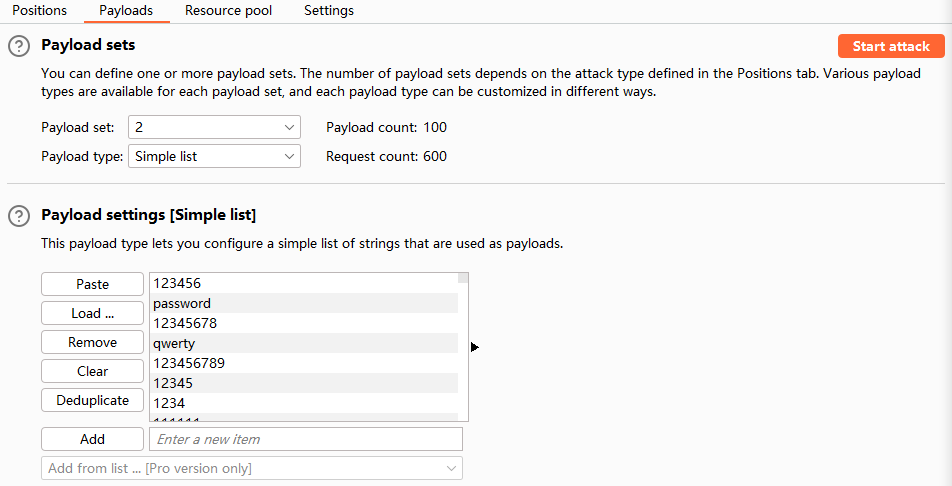 Positions Payloads Resource pool Settings
Payload sets
Start attack
You can define one or more payload sets. The number of payload sets depends on the attack type defined in the Positions tab. Various payload
types are available for each payload set, and each payload type can be customized in different ways.
Payload set: 2 Payload count: 100
Payload type: Simple list Request count: 600
Payload settings [Simple list]
This payload type lets you configure a simple list of strings that are used as payloads.
Paste
Load ...
Remove
Clear
Deduplicate
123456
password
12345678
qwerty
123456789
12345
1234
111111
Add Enter a new item
Add from list ... [Pro version only]